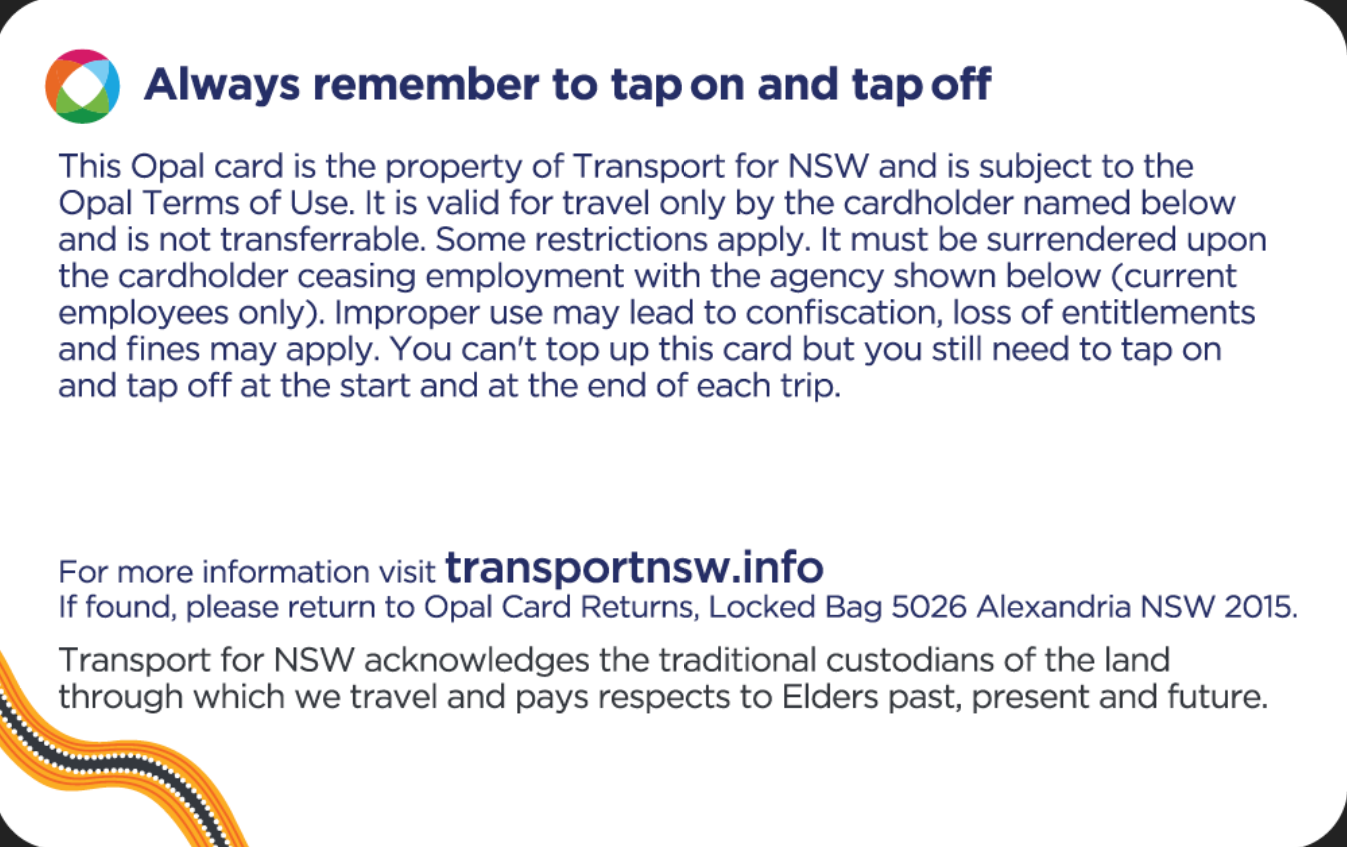 Always remember to tap on and tap off
This Opal card is the property of Transport for NSW and is subject to the
Opal Terms of Use. It is valid for travel only by the cardholder named below
and is not transferrable. Some restrictions apply. It must be surrendered upon
the cardholder ceasing employment with the agency shown below (current
employees only). Improper use may lead to confiscation, loss of entitlements
and fines may apply. You can't top up this card but you still need to tap on
and tap off at the start and at the end of each trip.
For more information visit transportnsw.info
If found, please return to Opal Card Returns, Locked Bag 5026 Alexandria NSW 2015.
Transport for NSW acknowledges the traditional custodians of the land
through which we travel and pays respects to Elders past, present and future.